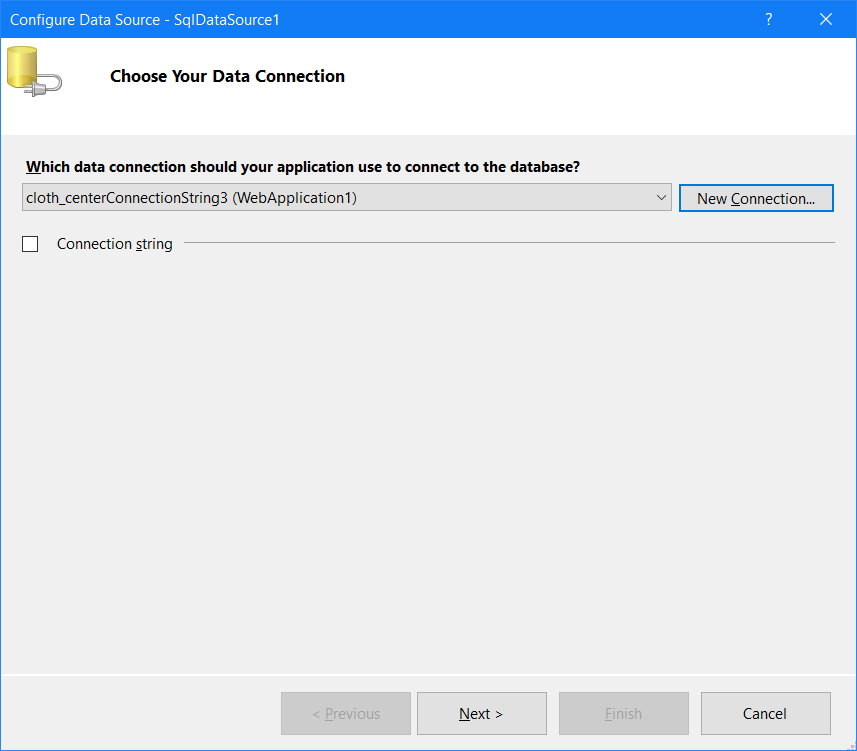 Configure Data Source - SqlDataSource1
?
Choose Your Data Connection
Which data connection should your application use to connect to the database?
cloth_centerConnectionString3 (WebApplication1)
New Connection...
Connection string
< Previous
Next >
Finish
Cancel